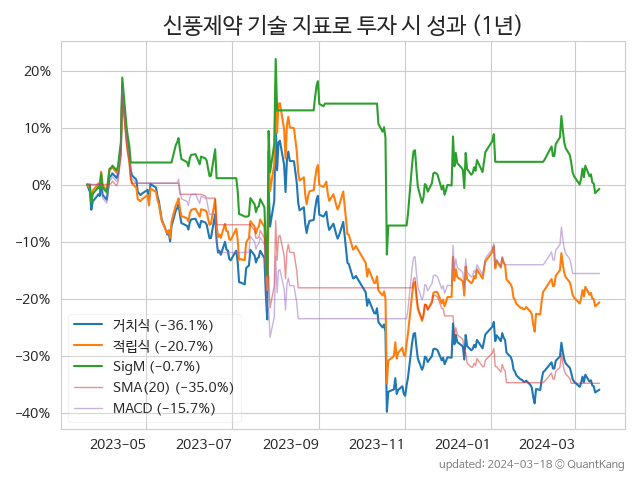 신풍제약 기술 지표로 투자 시 성과 (1년)
20%
10%
0%
−10%
−20%
−30%
−40%
거치식 (−36.1%)
적립식 (−20.7%)
SigM (−0.7%)
SMA(20) (−35.0%)
MACD (−15.7%)
2023-05 2023-07 2023-09 2023-11 2024-01 2024-03
updated: 2024-03-18 © QuantKang